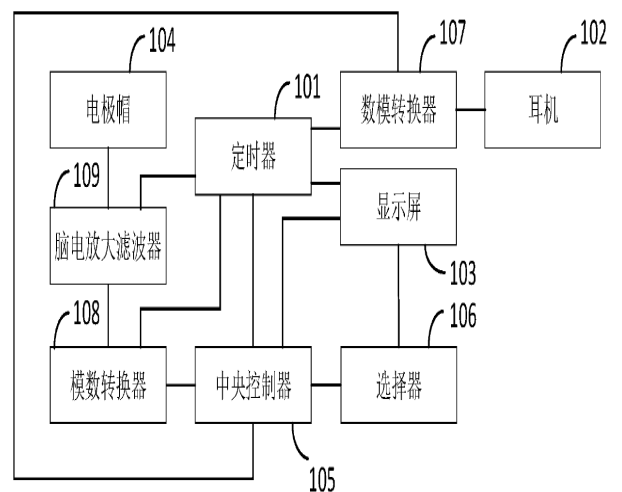 104
107
102
电极帽
101
数模转换器
耳机
定时器
109
显示屏
脑电放大滤波器
103
108
106
模数转换器
中央控制器
选择器
105